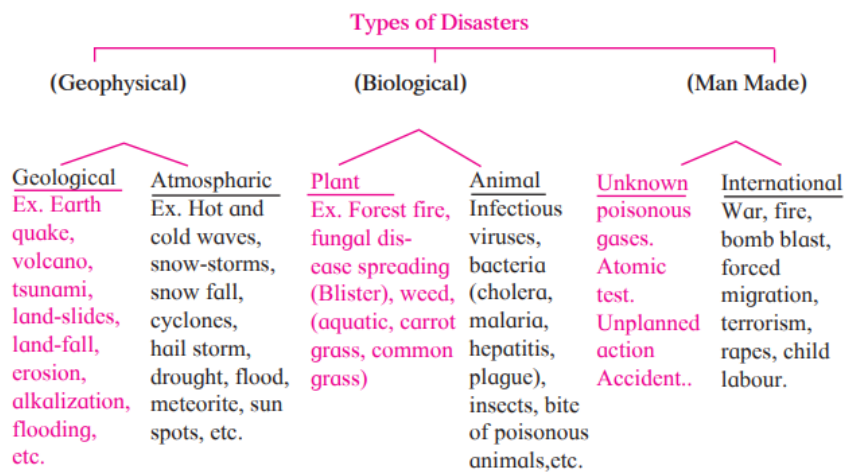 Types of Disasters
(Geophysical)
(Biological)
(Man Made)
Geological
Ex. Earth
quake,
volcano,
tsunami,
land-slides,
land-fall,
erosion,
alkalization,
flooding,
etc.
Atmospharic
Ex. Hot and
cold waves,
snow-storms,
snow fall,
cyclones,
hail storm,
drought, flood,
meteorite, sun
spots, etc.
Plant
Ex. Forest fire,
fungal dis-
ease spreading
(Blister), weed,
(aquatic, carrot
grass, common
grass)
Animal
Infectious
viruses,
bacteria
(cholera,
malaria,
hepatitis,
plague),
insects, bite
of poisonous
animals,etc.
Unknown
poisonous
gases.
Atomic
test.
Unplanned
action
Accident..
International
War, fire,
bomb blast,
forced
migration,
terrorism,
rapes, child
labour.